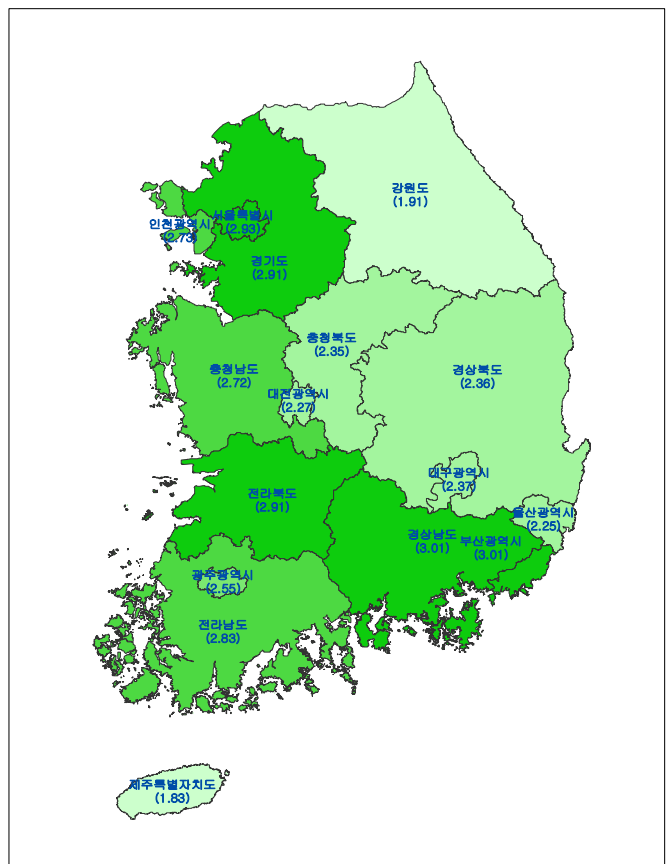 강원도
(1.91)
서울특별시
(2.93)
인천광역시
(2.73)
경기도
(2.91)
충청북도
(2.35)
충청남도
(2.72)
경상북도
(2.36)
대전광역시
(2.27)
대구광역시
(2.37)
전라북도
(2.91)
울산광역시
(2.25)
경상남도
(3.01)
부산광역시
(3.01)
광주광역시
(2.55)
전라남도
(2.83)
제주특별자치도
(1.83)